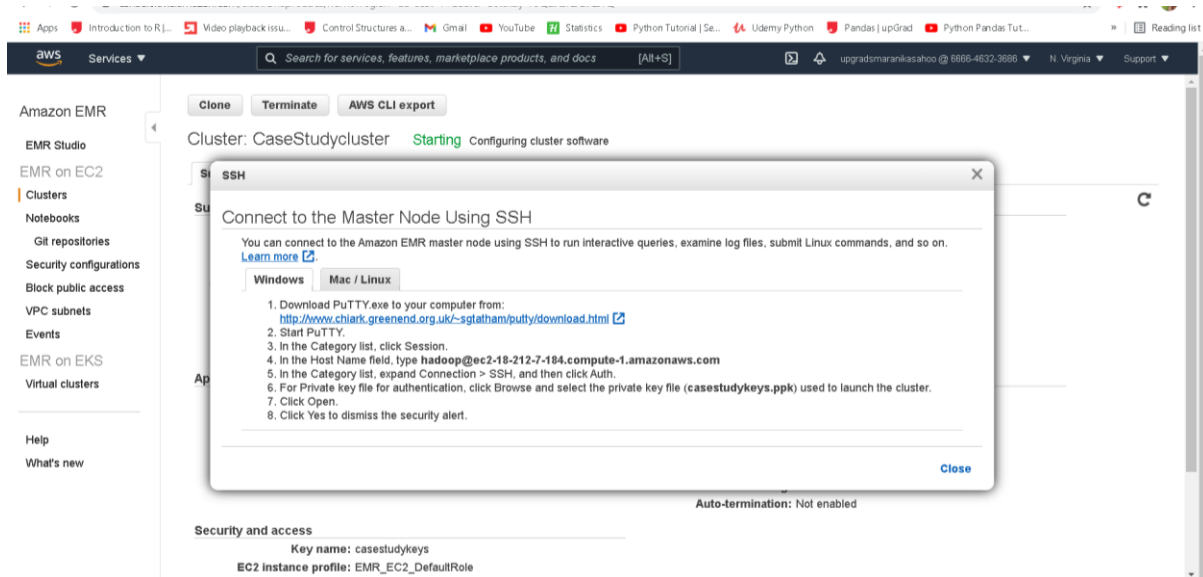 Apps Introduction to R |... Video playback issu... Control Structures a... Gmail YouTube Statistics Python Tutorial | Se... Udemy Python Pandas | upGrad Python Pandas Tut... » Reading list
aws Services ▼ Search for services, features, marketplace products, and docs [Alt+S] upgradsmaranikasahoo @ 6666-4632-3686 ▼ N. Virginia ▼ Support ▼
Amazon EMR
EMR Studio
EMR on EC2
Clusters
Notebooks
Git repositories
Security configurations
Block public access
VPC subnets
Events
EMR on EKS
Virtual clusters
Help
What's new
Clone Terminate AWS CLI export
Cluster: CaseStudycluster Starting Configuring cluster software
SSH
Connect to the Master Node Using SSH
You can connect to the Amazon EMR master node using SSH to run interactive queries, examine log files, submit Linux commands, and so on.
Learn more.
Windows Mac / Linux
1. Download PuTTY.exe to your computer from:
http://www.chiark.greenend.org.uk/~sgtatham/putty/download.html
2. Start PuTTY.
3. In the Category list, click Session.
4. In the Host Name field, type hadoop@ec2-18-212-7-184.compute-1.amazonaws.com
5. In the Category list, expand Connection > SSH, and then click Auth.
6. For Private key file for authentication, click Browse and select the private key file (casestudykeys.ppk) used to launch the cluster.
7. Click Open.
8. Click Yes to dismiss the security alert.
Close
Auto-termination: Not enabled
Security and access
Key name: casestudykeys
EC2 instance profile: EMR_EC2_DefaultRole